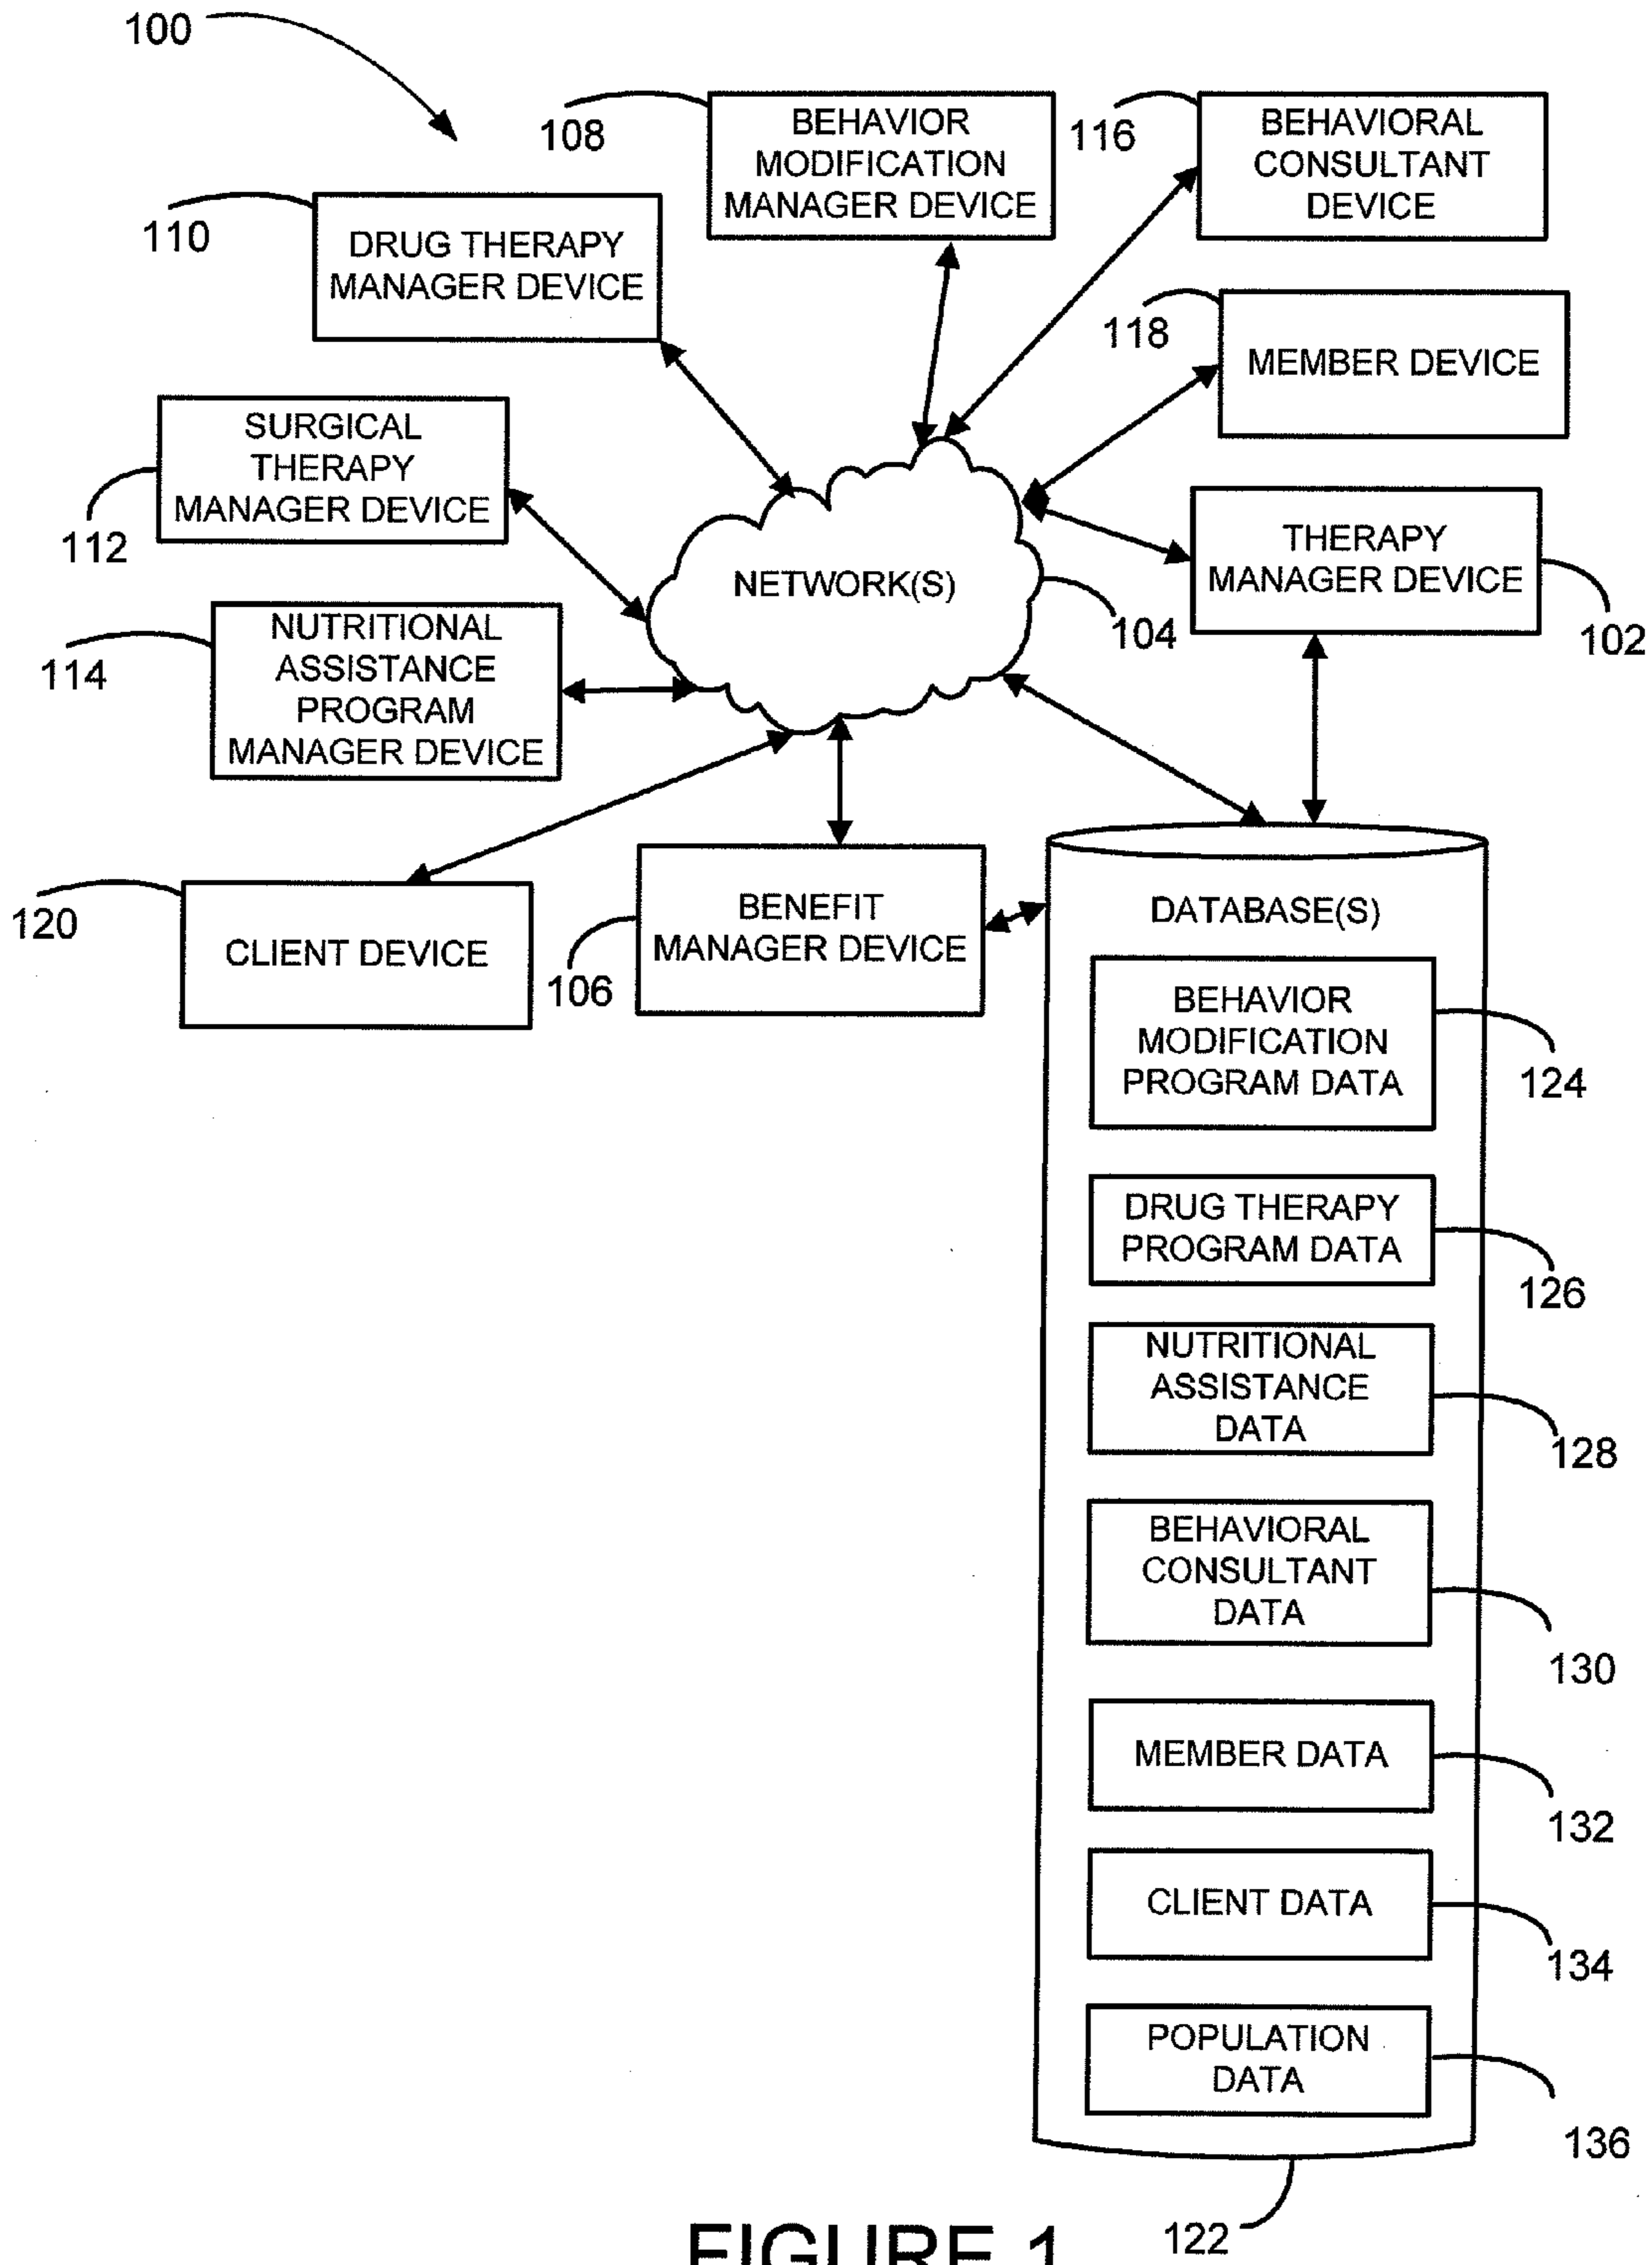 100
108
BEHAVIOR
MODIFICATION
MANAGER DEVICE
116
BEHAVIORAL
CONSULTANT
DEVICE
110
DRUG THERAPY
MANAGER DEVICE
118
MEMBER DEVICE
SURGICAL
THERAPY
MANAGER DEVICE
112
NETWORK(S)
104
THERAPY
MANAGER DEVICE
102
114
NUTRITIONAL
ASSISTANCE
PROGRAM
MANAGER DEVICE
120
CLIENT DEVICE
106
BENEFIT
MANAGER DEVICE
DATABASE(S)
BEHAVIOR
MODIFICATION
PROGRAM DATA
124
DRUG THERAPY
PROGRAM DATA
126
NUTRITIONAL
ASSISTANCE
DATA
128
BEHAVIORAL
CONSULTANT
DATA
130
MEMBER DATA
132
CLIENT DATA
134
POPULATION
DATA
136
122
FIGURE 1